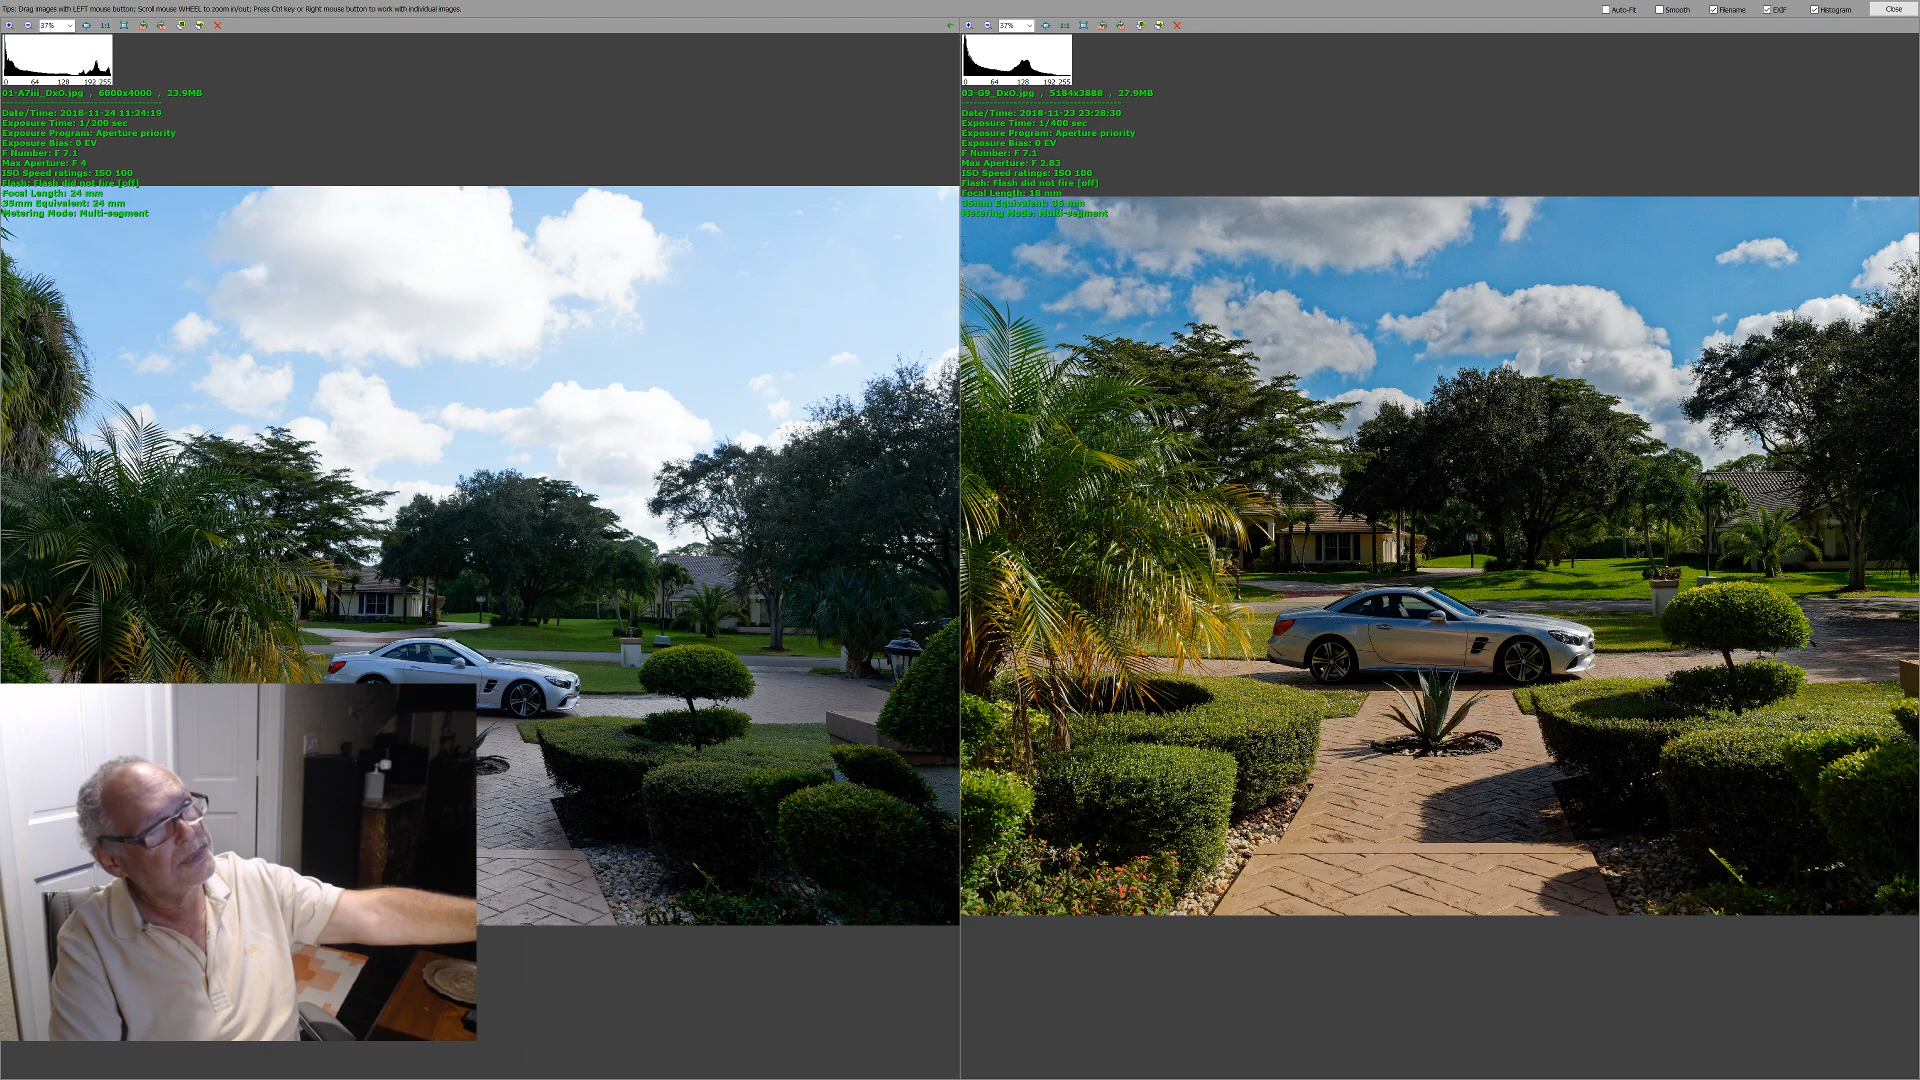 Tips: Drag images with LEFT mouse button; Scroll mouse WHEEL to zoom in/out; Press Ctrl key or Right mouse button to work with individual images.
Auto-Fit
Smooth
Filename
EXIF
Histogram
Close
37%
1:1
0 64 128 192 255
01-A7iii_DxO.jpg , 6000x4000 , 23.9MB
Date/Time: 2018-11-24 11:24:19
Exposure Time: 1/200 sec
Exposure Program: Aperture priority
Exposure Bias: 0 EV
F Number: F 7.1
Max Aperture: F 4
ISO Speed ratings: ISO 100
Flash: Flash did not fire [off]
Focal Length: 24 mm
35mm Equivalent: 24 mm
Metering Mode: Multi-segment
37%
1:1
0 64 128 192 255
03-G9_DxO.jpg , 5184x3888 , 27.9MB
Date/Time: 2018-11-23 23:28:30
Exposure Time: 1/400 sec
Exposure Program: Aperture priority
Exposure Bias: 0 EV
F Number: F 7.1
Max Aperture: F 2.83
ISO Speed ratings: ISO 100
Flash: Flash did not fire [off]
Focal Length: 18 mm
35mm Equivalent: 36 mm
Metering Mode: Multi-segment